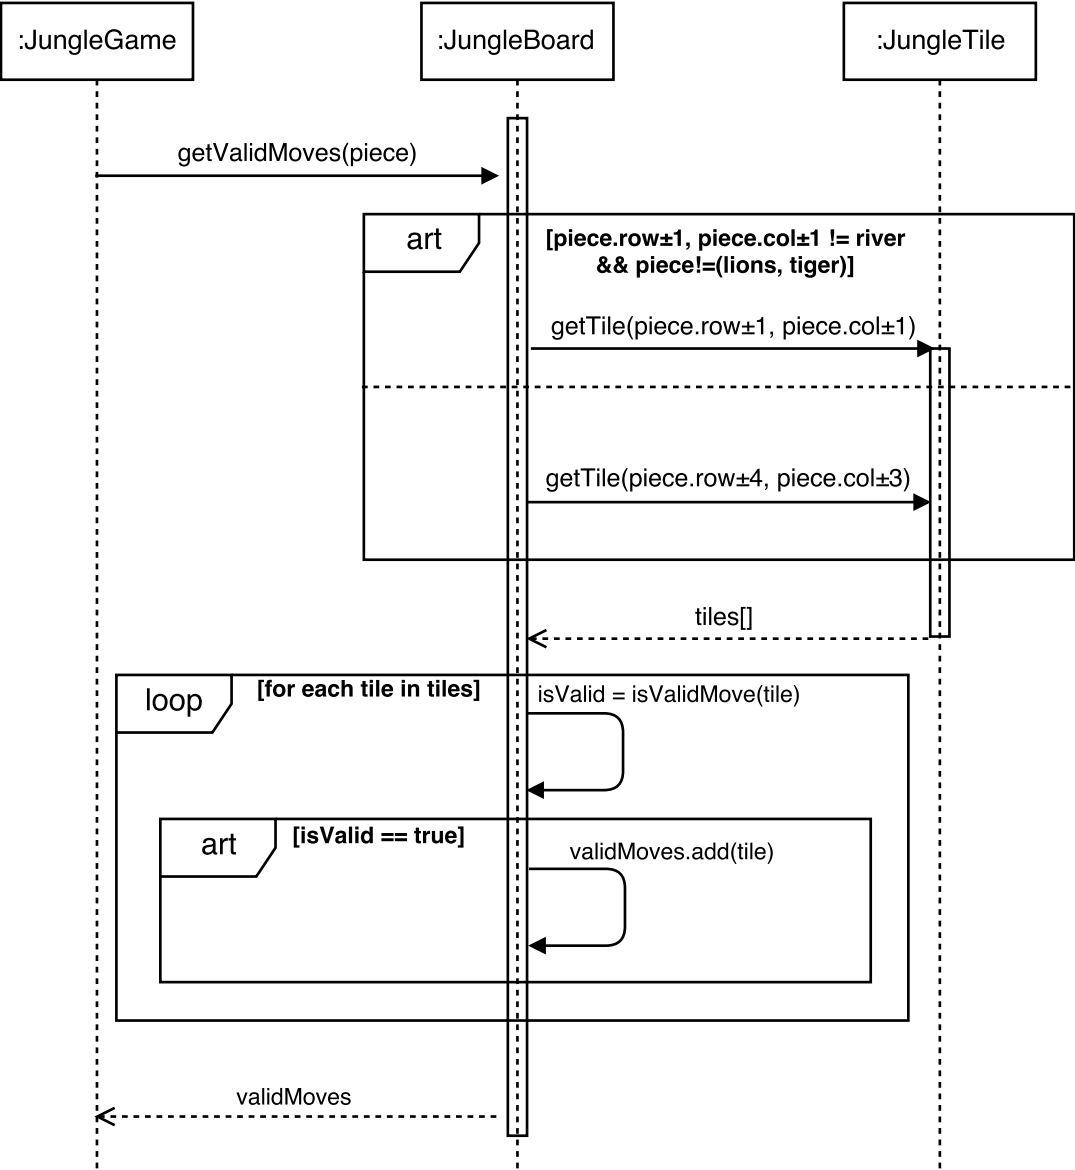 :JungleGame
:JungleBoard
:JungleTile
getValidMoves(piece)
art
[piece.row±1, piece.col±1 != river
&& piece!=(lions, tiger)]
getTile(piece.row±1, piece.col±1)
getTile(piece.row±4, piece.col±3)
tiles[]
loop
[for each tile in tiles]
isValid = isValidMove(tile)
art
[isValid == true]
validMoves.add(tile)
validMoves